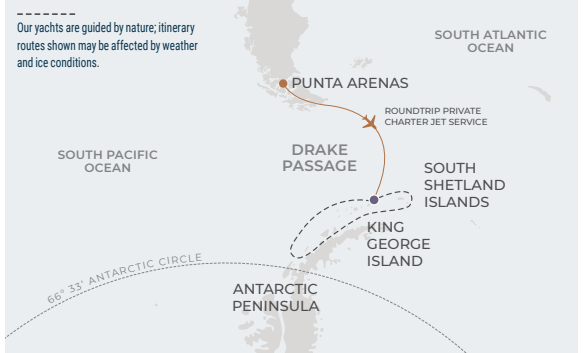 Our yachts are guided by nature; itinerary
routes shown may be affected by weather
and ice conditions.
SOUTH ATLANTIC
OCEAN
PUNTA ARENAS
ROUNDTRIP PRIVATE
CHARTER JET SERVICE
DRAKE
PASSAGE
SOUTH PACIFIC
OCEAN
SOUTH
SHETLAND
ISLANDS
KING
GEORGE
ISLAND
66° 33' ANTARCTIC CIRCLE
ANTARCTIC
PENINSULA